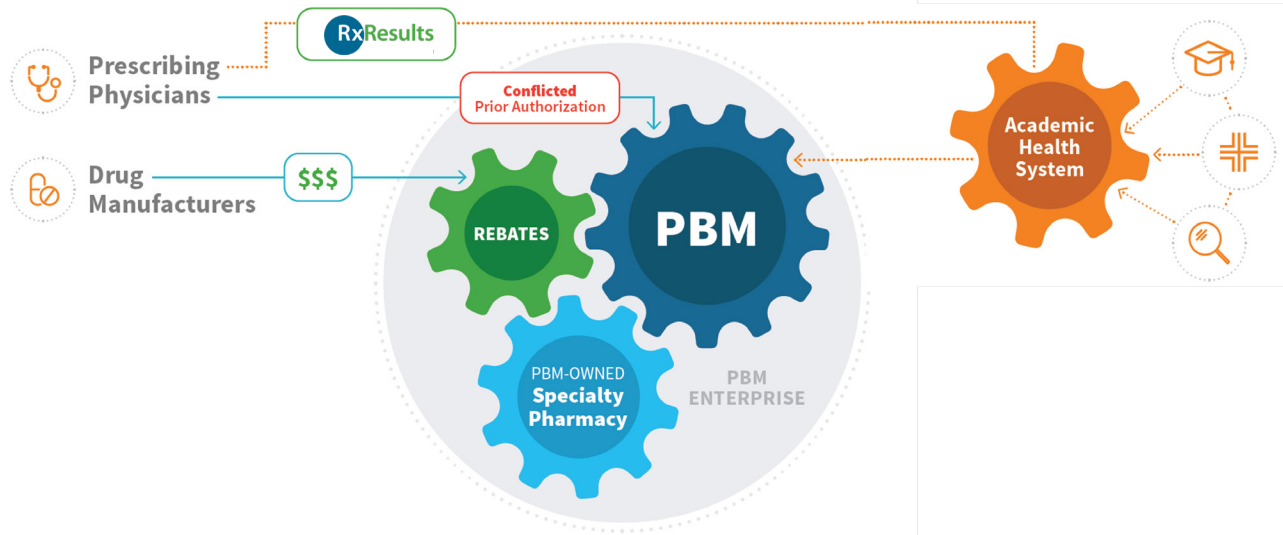 RxResults
Prescribing
Physicians
Conflicted
Prior Authorization
Drug
Manufacturers
$$$
REBATES
PBM
Academic
Health
System
PBM-OWNED
Specialty
Pharmacy
PBM
ENTERPRISE